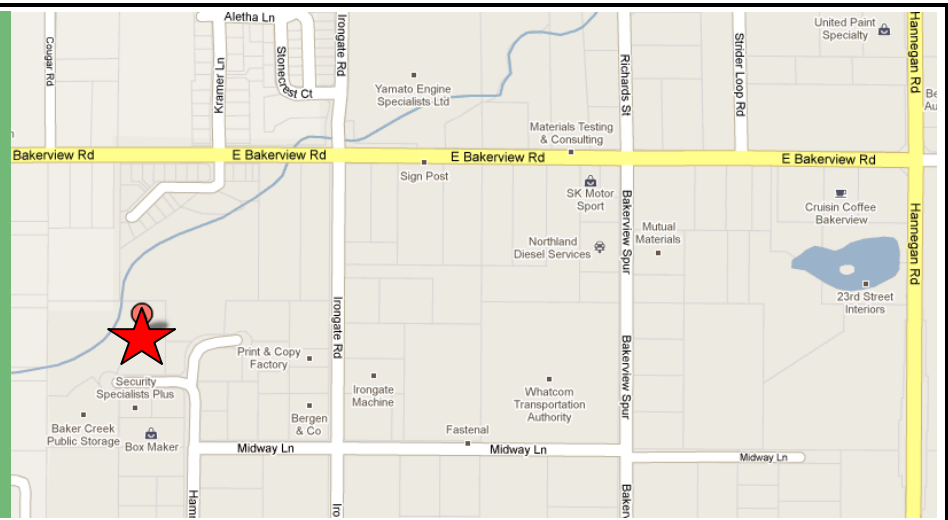 Aletha Ln
Cougar Rd
Kramer Ln
Stonecrest Ct
Irongate Rd
Yamato Engine
Specialists Ltd
Richards St
Strider Loop Rd
United Paint
Specialty
Hannegan Rd
Materials Testing
& Consulting
Bakerview Rd
E Bakerview Rd
E Bakerview Rd
E Bakerview Rd
Sign Post
SK Motor
Sport
Bakerview Spur
Cruisin Coffee
Bakerview
Hannegan Rd
Northland
Diesel Services
Mutual
Materials
23rd Street
Interiors
Irongate Rd
Print & Copy
Factory
Bakerview Spur
Security
Specialists Plus
Irongate
Machine
Whatcom
Transportation
Authority
Baker Creek
Public Storage
Box Maker
Bergen
& Co
Fastenal
Midway Ln
Midway Ln
Midway Ln